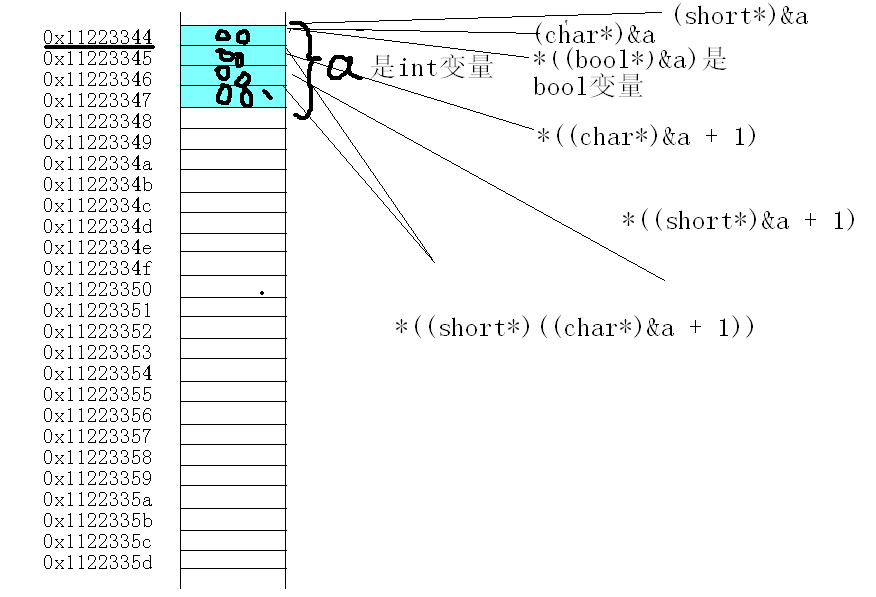 (short*)&a
0x11223344
00
(char*)&a
0x11223345
00
a是int变量
*((bool*)&a)是
bool变量
0x11223346
0x11223347
08
0x11223348
*((char*)&a + 1)
0x11223349
0x1122334a
0x1122334b
0x1122334c
*((short*)&a + 1)
0x1122334d
0x1122334e
0x1122334f
0x11223350
0x11223351
*((short*)((char*)&a + 1))
0x11223352
0x11223353
0x11223354
0x11223355
0x11223356
0x11223357
0x11223358
0x11223359
0x1122335a
0x1122335b
0x1122335c
0x1122335d